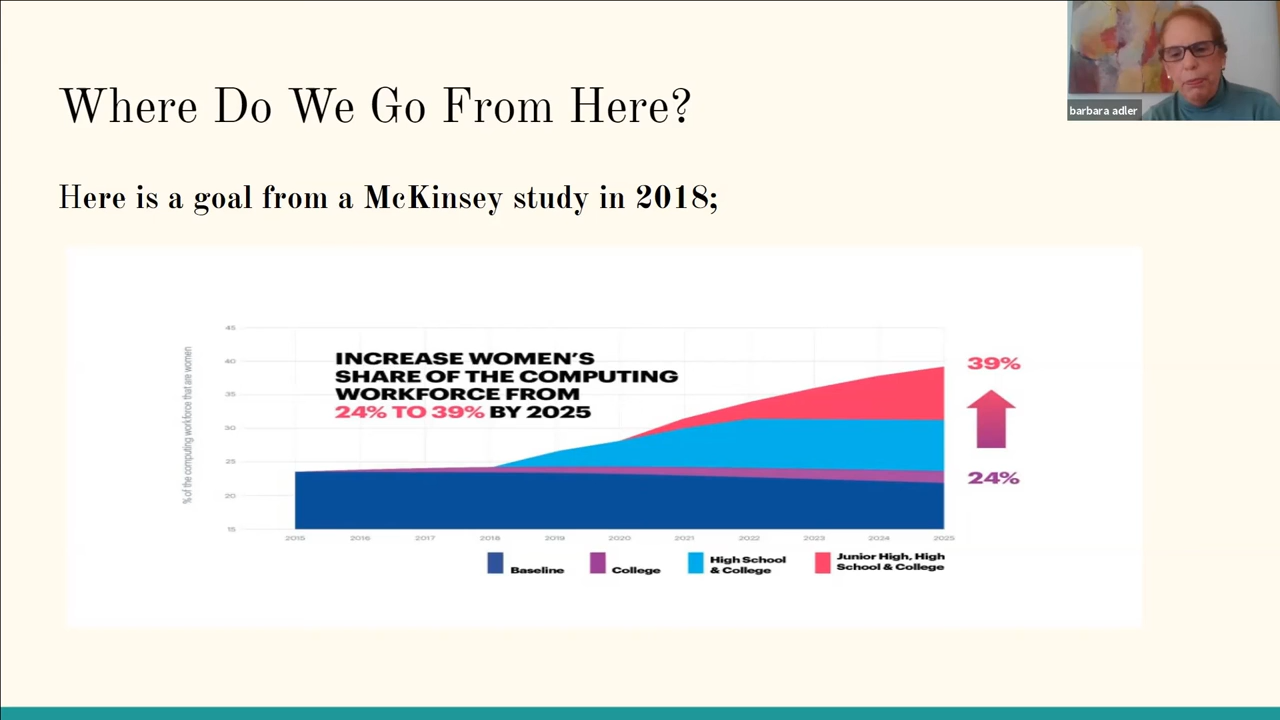 barbara adler
Where Do We Go From Here?
Here is a goal from a McKinsey study in 2018;
% of the computing workforce that are women
45
40
35
30
25
20
15
INCREASE WOMEN'S
SHARE OF THE COMPUTING
WORKFORCE FROM
24% TO 39% BY 2025
39%
24%
2015 2016 2017 2018 2019 2020 2021 2022 2023 2024 2025
Baseline
College
High School
& College
Junior High, High
School & College